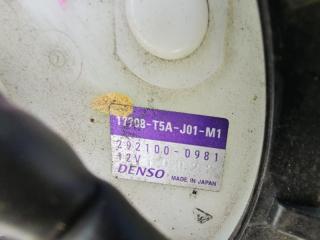 17708-T5A-J01-M1
292100-0981
12V
DENSO MADE IN JAPAN